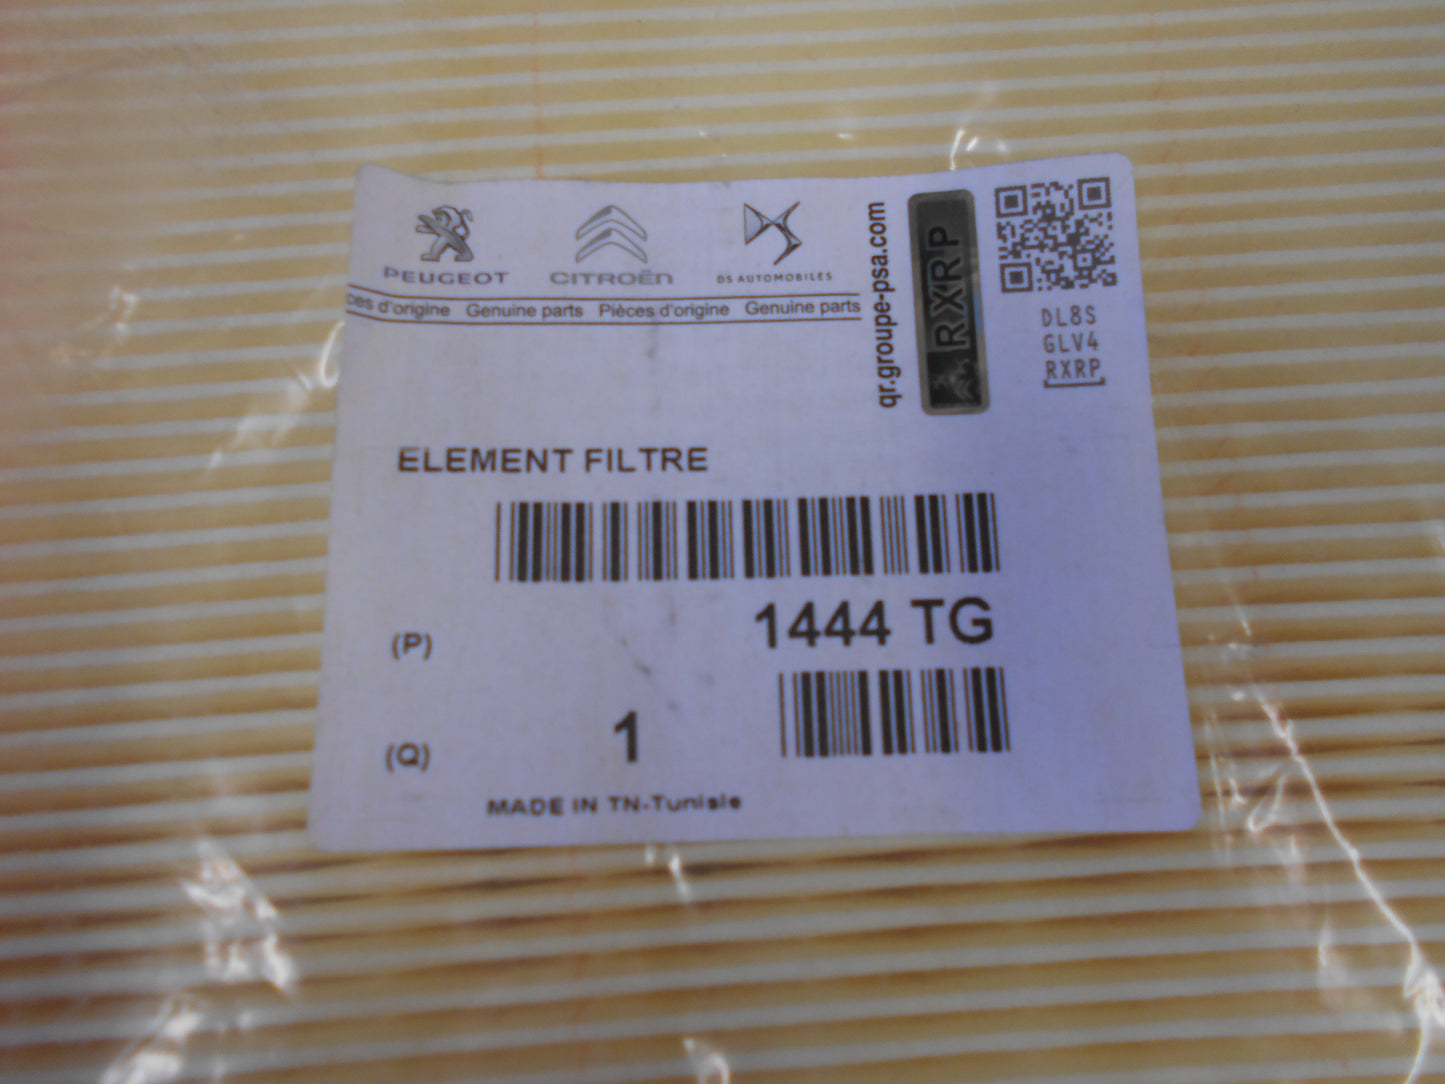 PEUGEOT CITROËN DS AUTOMOBILES
ces d'origine Genuine parts Pièces d'origine Genuine parts
qr.groupe-psa.com
RXRP
DL8S
GLV4
RXRP
ELEMENT FILTRE
(P) 1444 TG
(Q) 1
MADE IN TN-Tunisie